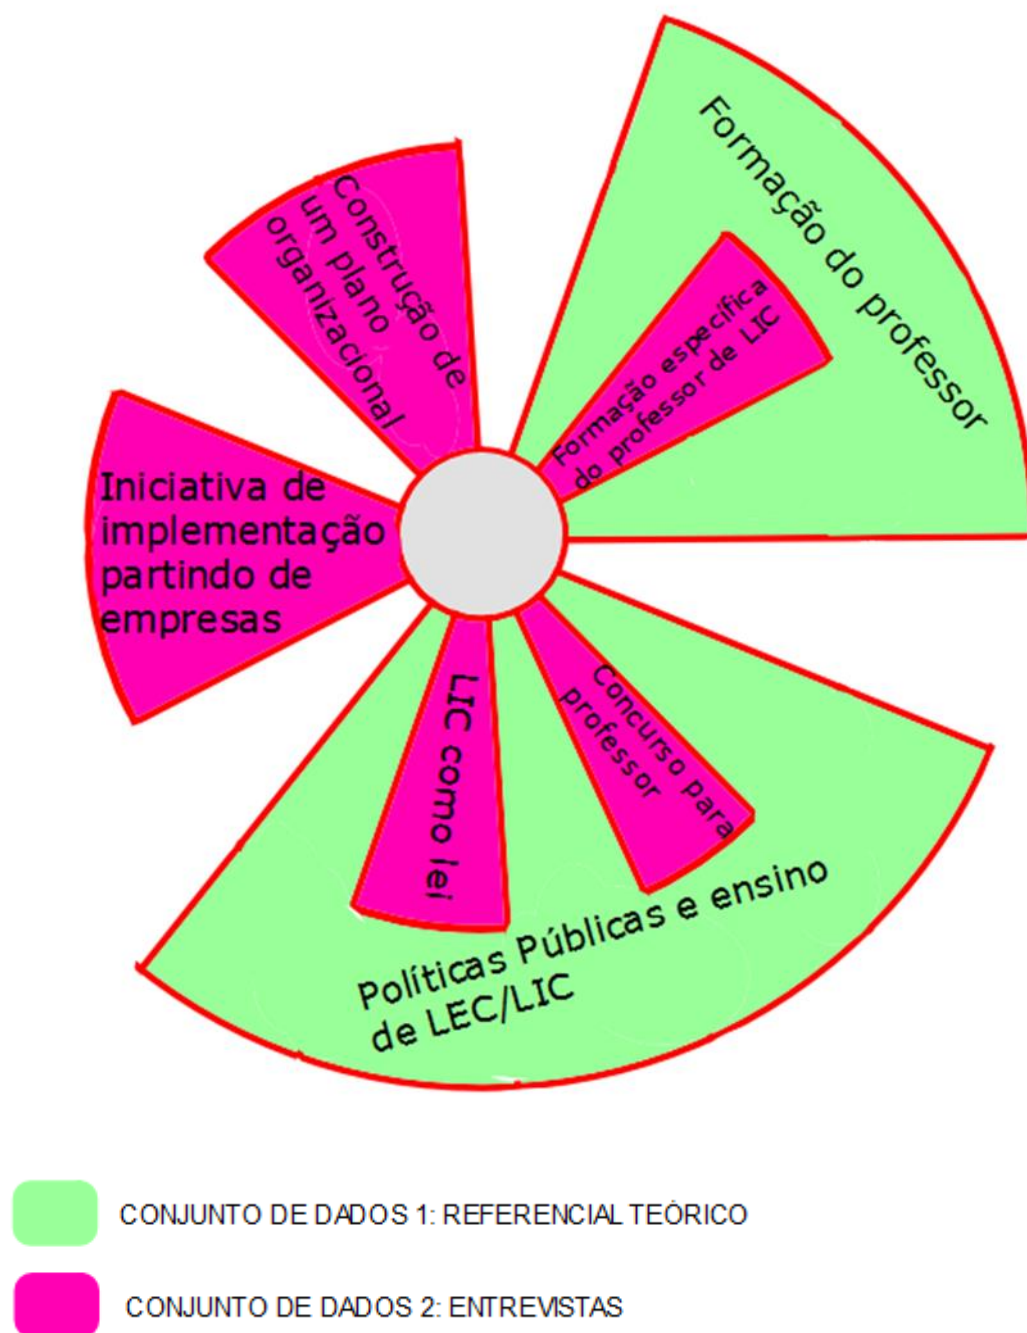 Formação do professor
Formação específica
do professor de LIC
Construção de
um plano
organizacional
Iniciativa de
implementação
partindo de
empresas
LIC como lei
Concurso para
professor
Políticas Públicas e ensino
de LEC/LIC
CONJUNTO DE DADOS 1: REFERENCIAL TEÓRICO
CONJUNTO DE DADOS 2: ENTREVISTAS